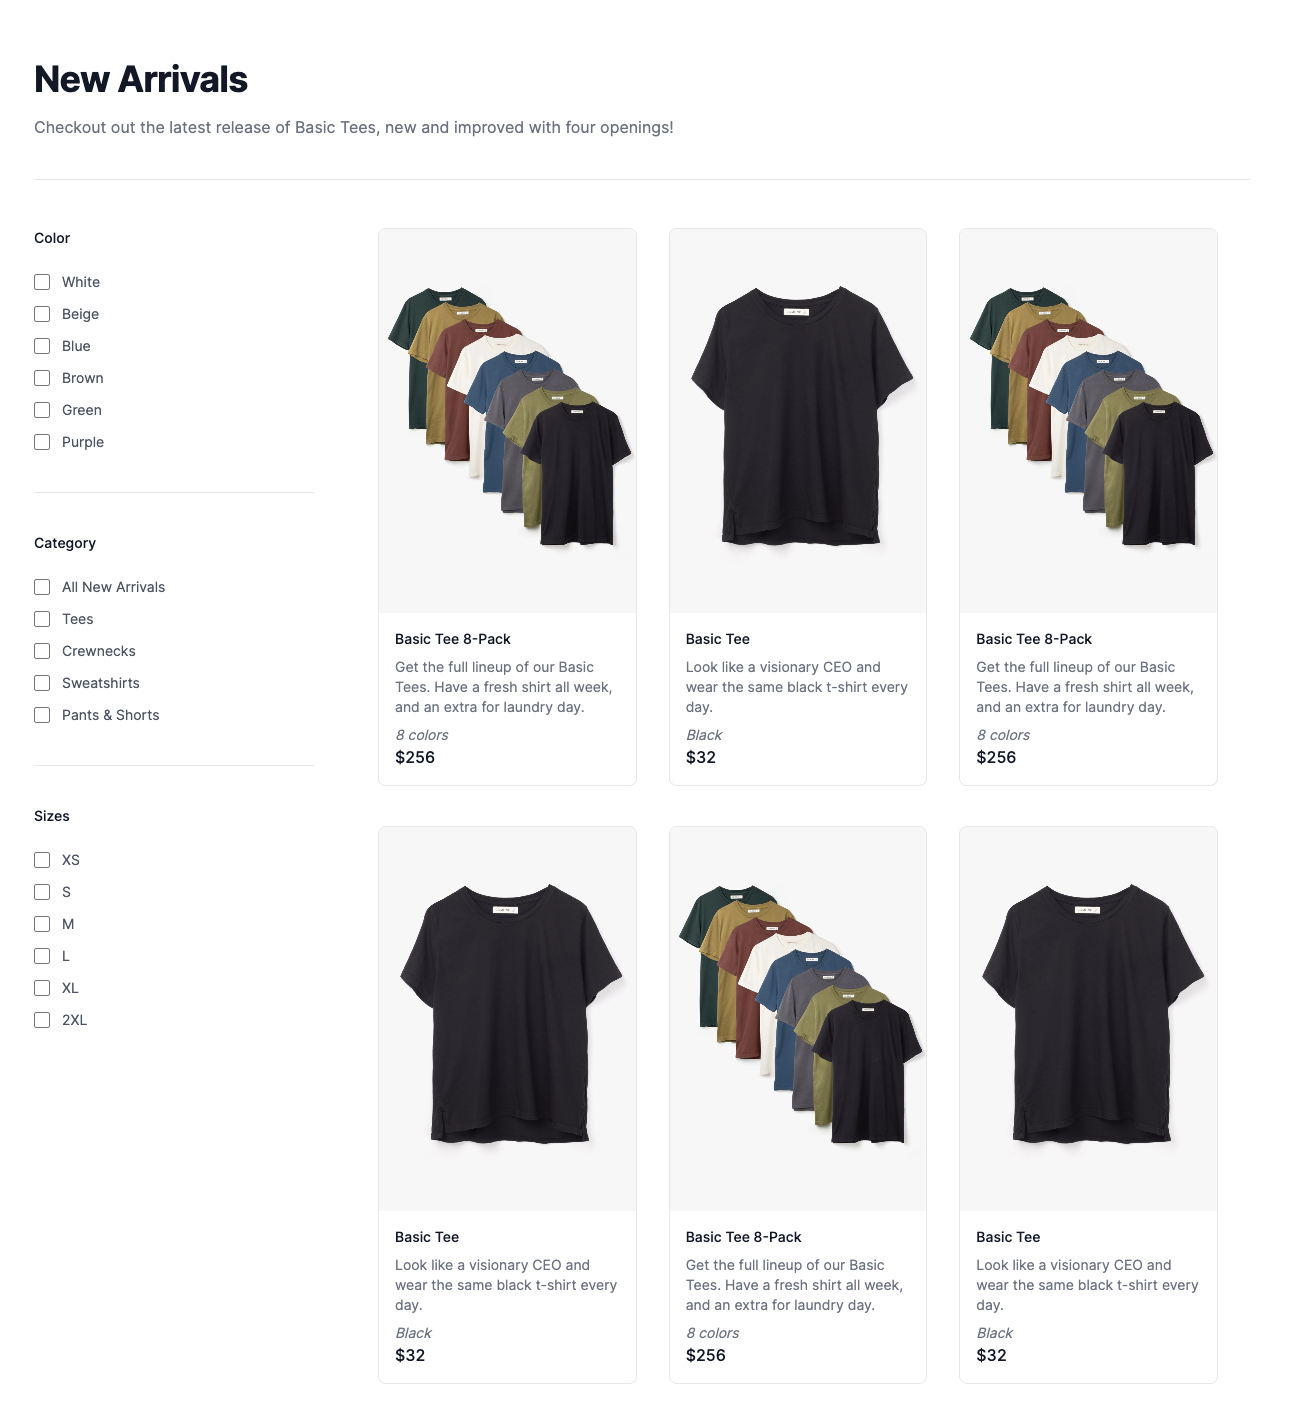 New Arrivals
Checkout out the latest release of Basic Tees, new and improved with four openings!
Color
White
Beige
Blue
Brown
Green
Purple
Category
All New Arrivals
Tees
Crewnecks
Sweatshirts
Pants & Shorts
Sizes
XS
S
M
L
XL
2XL
Basic Tee 8-Pack
Get the full lineup of our Basic
Tees. Have a fresh shirt all week,
and an extra for laundry day.
8 colors
$256
Basic Tee
Look like a visionary CEO and
wear the same black t-shirt every
day.
Black
$32
Basic Tee 8-Pack
Get the full lineup of our Basic
Tees. Have a fresh shirt all week,
and an extra for laundry day.
8 colors
$256
Basic Tee
Look like a visionary CEO and
wear the same black t-shirt every
day.
Black
$32
Basic Tee 8-Pack
Get the full lineup of our Basic
Tees. Have a fresh shirt all week,
and an extra for laundry day.
8 colors
$256
Basic Tee
Look like a visionary CEO and
wear the same black t-shirt every
day.
Black
$32